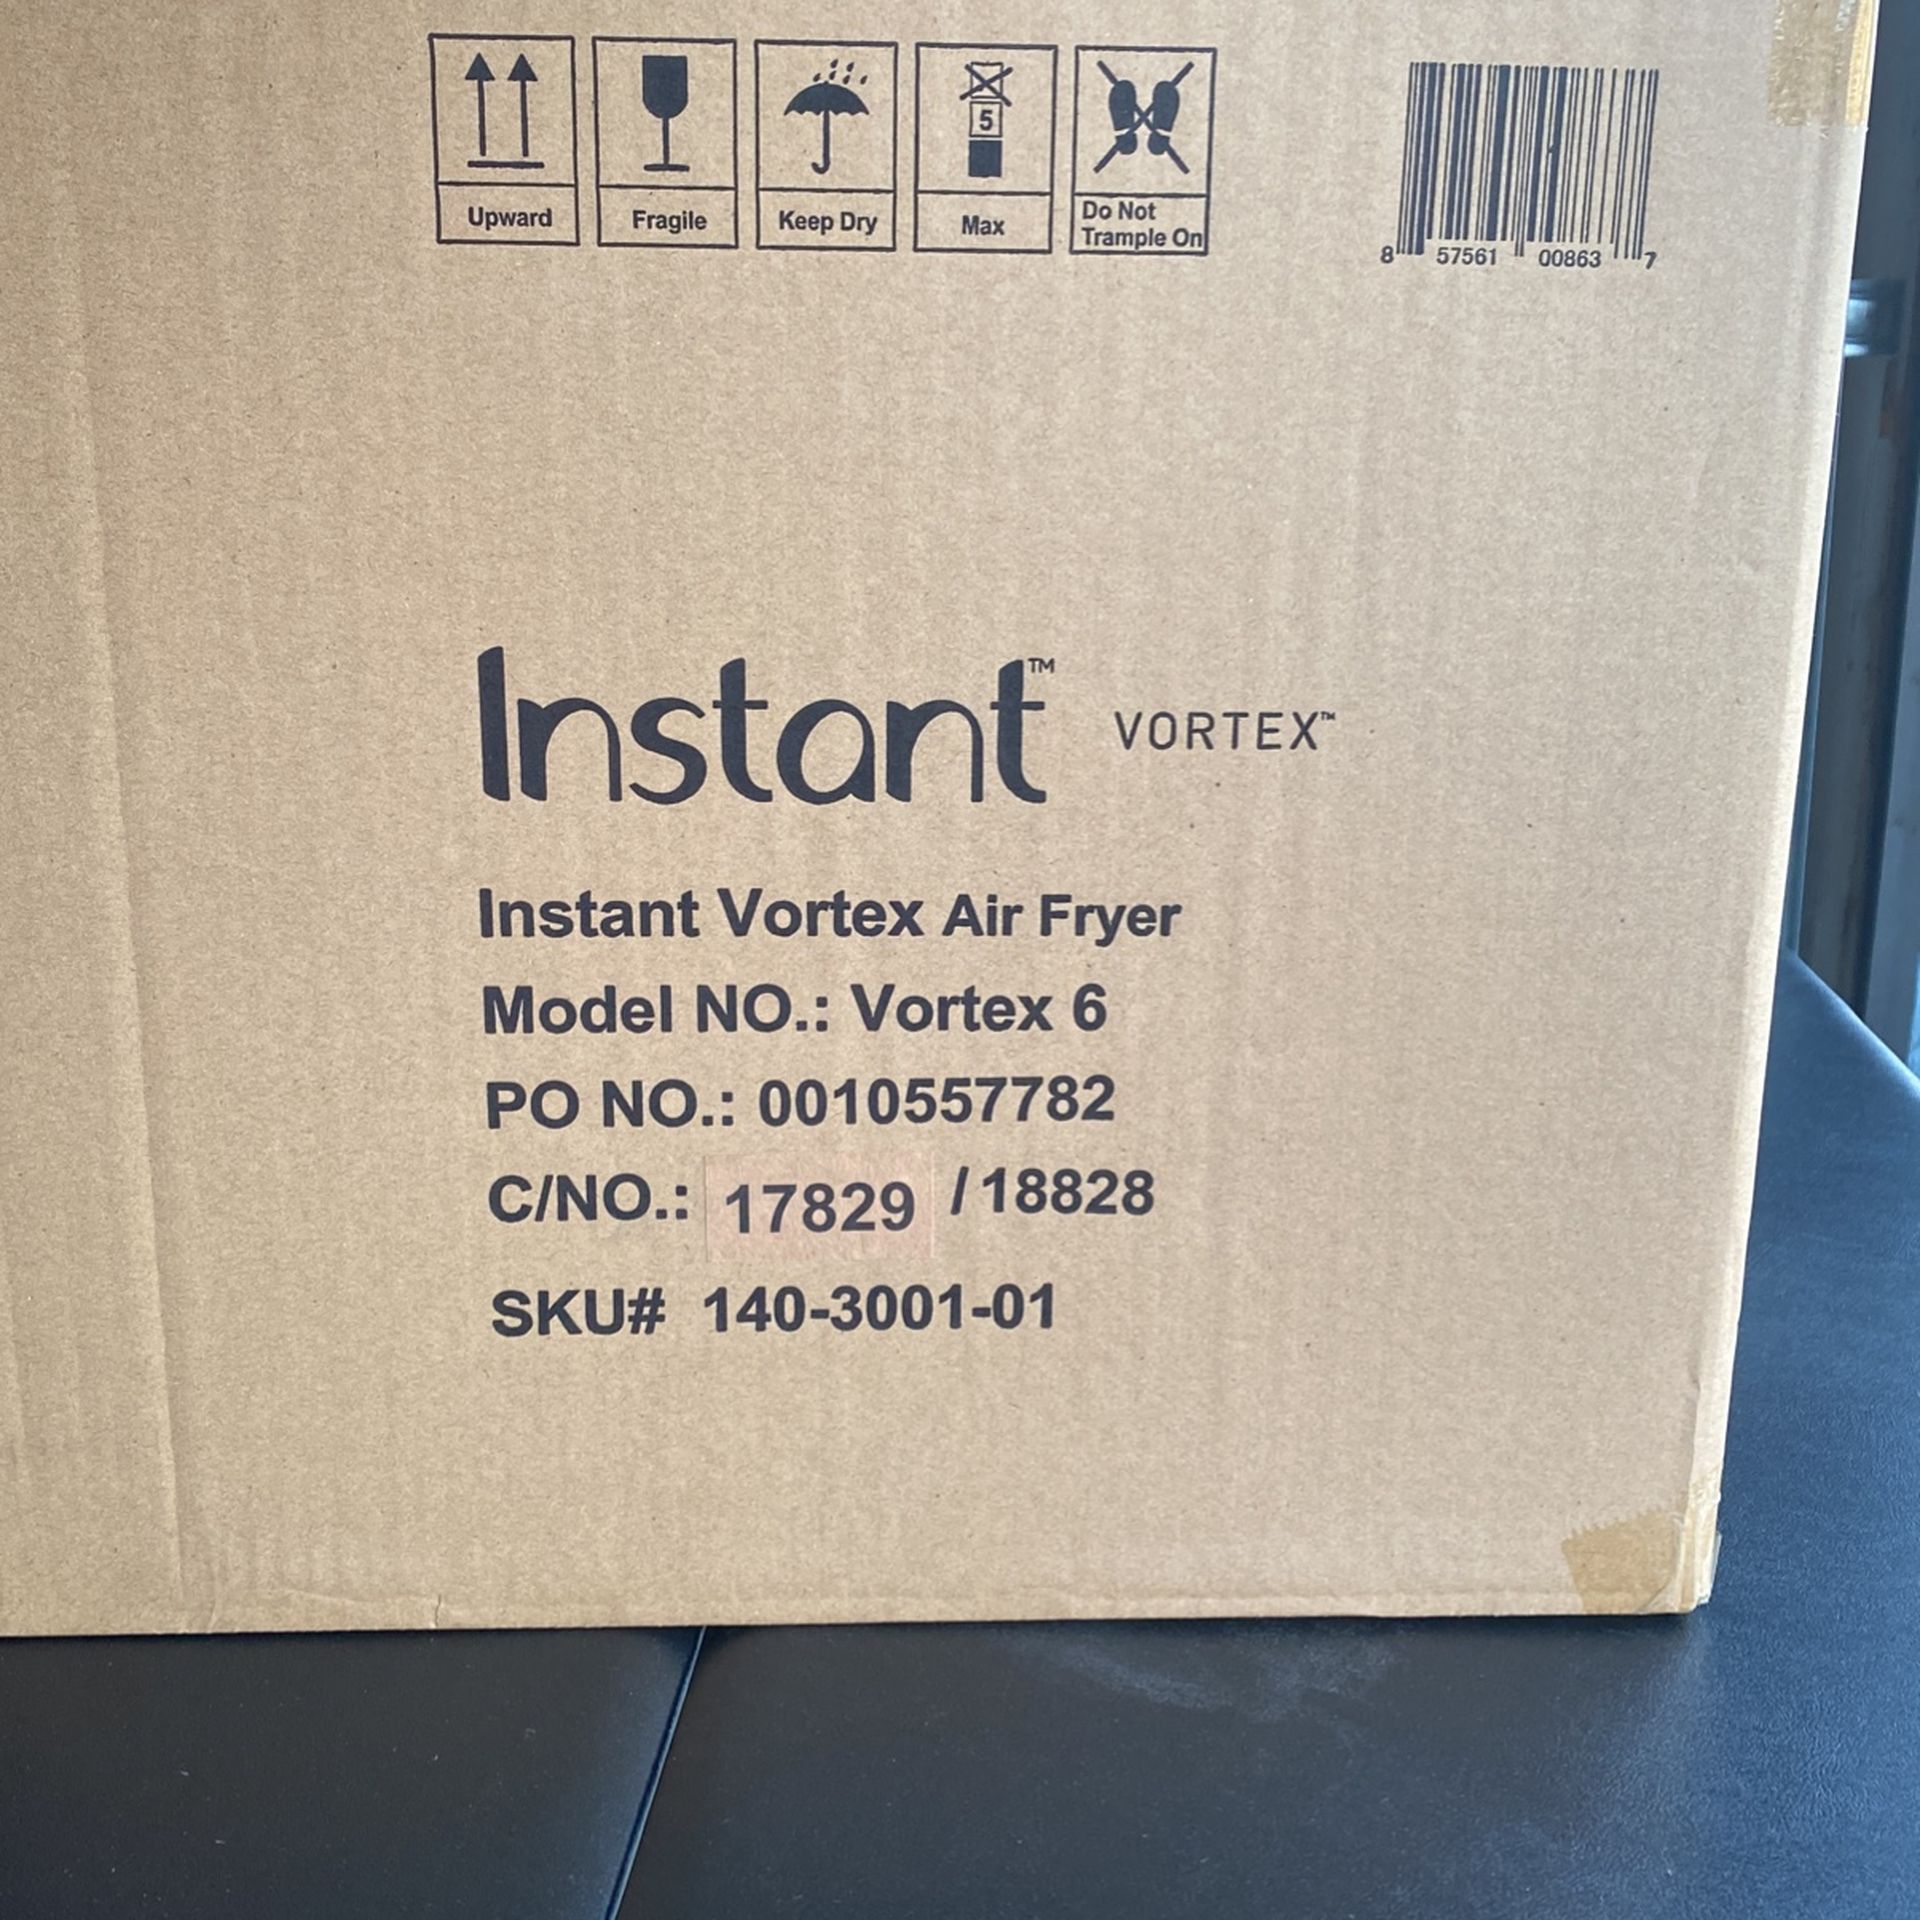 5
Upward Fragile Keep Dry Max Do Not Trample On
8 57561 00863 7
Instant™ VORTEX™
Instant Vortex Air Fryer
Model NO.: Vortex 6
PO NO.: 0010557782
C/NO.: 17829 / 18828
SKU# 140-3001-01